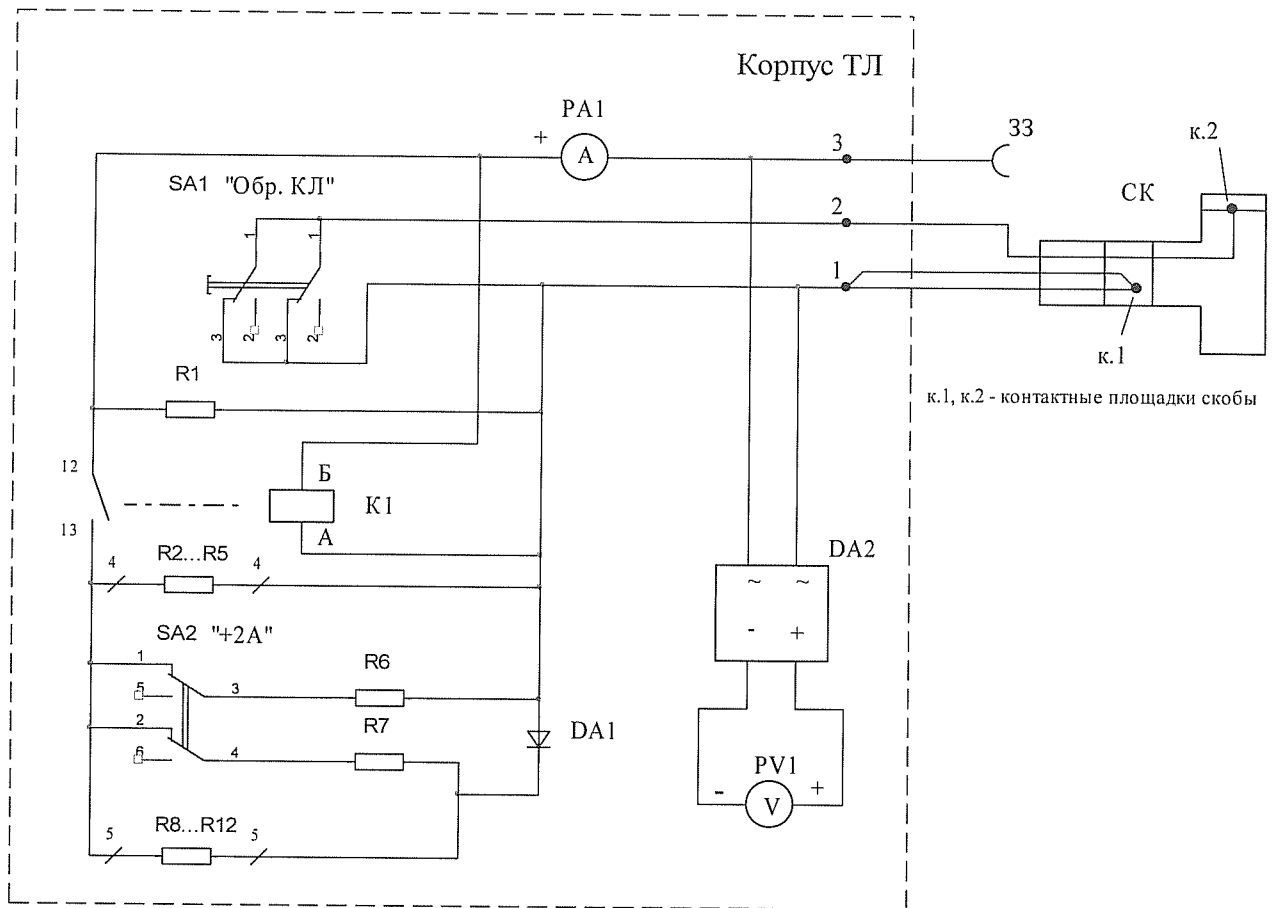 Корпус ТЛ
PA1
+
A
3
ЗЗ
к.2
SA1 "Обр. КЛ"
СК
1
1
2
1
3
2
3
2
к.1
R1
к.1, к.2 - контактные площадки скобы
12
Б
К1
13
А
4
R2...R5
4
DA2
~ ~
- +
SA2 "+2A"
1
R6
5
3
2
R7
DA1
6
4
PV1
- +
V
5
R8...R12
5